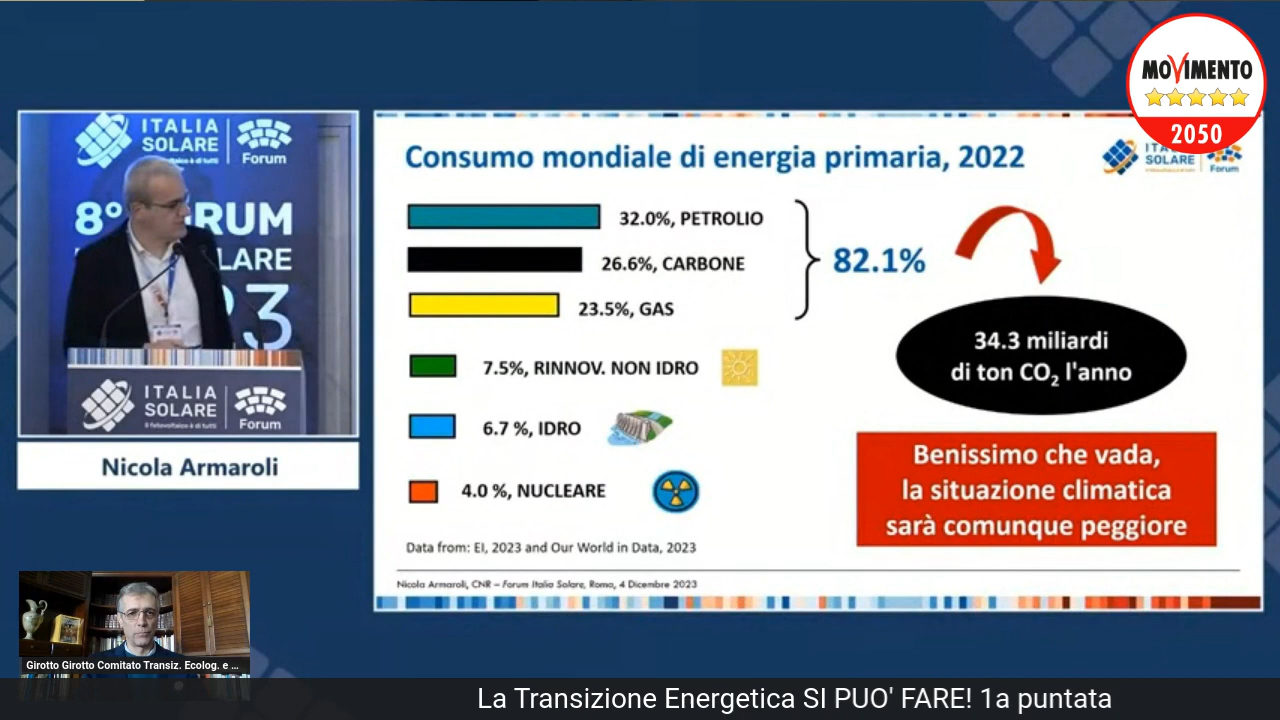 MOVIMENTO
2050
ITALIA
SOLARE
Forum
8° FORUM
ITALIA
SOLARE
Il fotovoltaico è di tutti
Forum
Nicola Armaroli
Consumo mondiale di energia primaria, 2022
SOLARE
Forum
32.0%, PETROLIO
26.6%, CARBONE
23.5%, GAS
82.1%
7.5%, RINNOV. NON IDRO
6.7 %, IDRO
4.0 %, NUCLEARE
34.3 miliardi
di ton CO₂ l'anno
Benissimo che vada,
la situazione climatica
sarà comunque peggiore
Data from: EI, 2023 and Our World in Data, 2023
Nicola Armaroli, CNR – Forum Italia Solare, Roma, 4 Dicembre 2023
Girotto Girotto Comitato Transiz. Ecolog. e ...
La Transizione Energetica SI PUO' FARE! 1a puntata